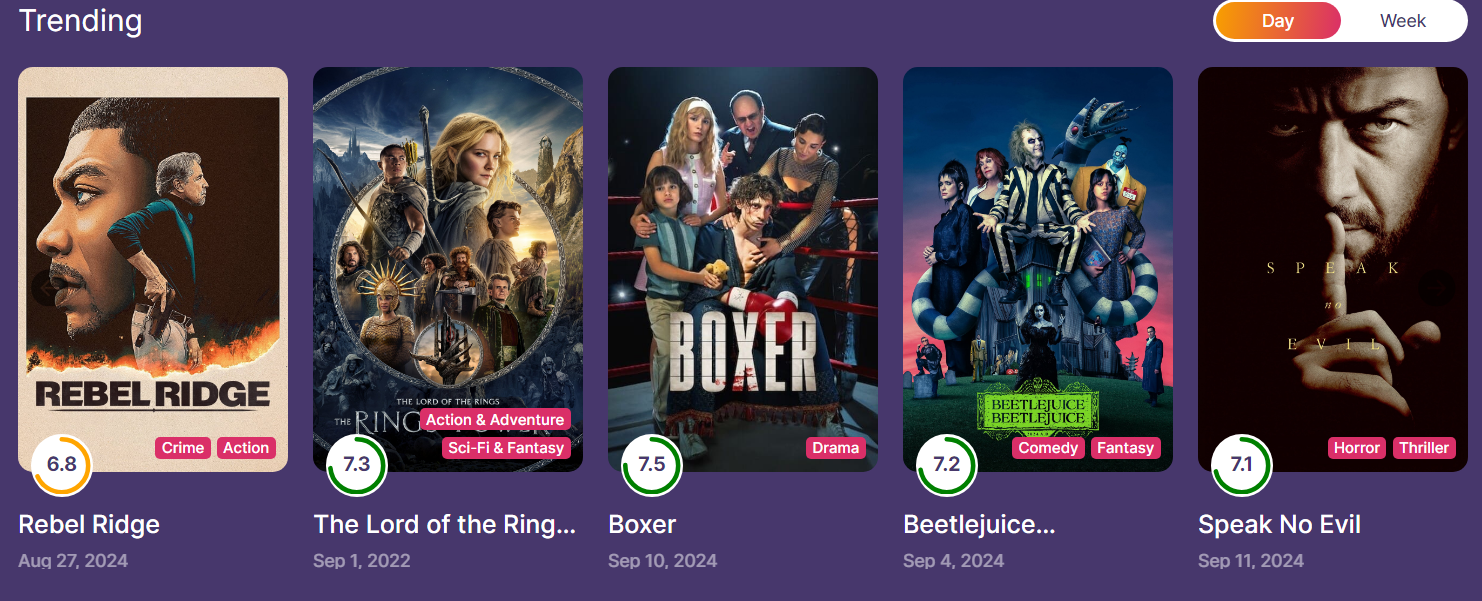 Trending
Day
Week
REBEL RIDGE
Crime
Action
6.8
Rebel Ridge
Aug 27, 2024
THE LORD OF THE RINGS
THE RINGS
Action & Adventure
Sci-Fi & Fantasy
7.3
The Lord of the Ring...
Sep 1, 2022
BOXER
Drama
7.5
Boxer
Sep 10, 2024
BEETLEJUICE
BEETLEJUICE
Comedy
Fantasy
7.2
Beetlejuice...
Sep 4, 2024
SPEAK
no
EVIL
Horror
Thriller
7.1
Speak No Evil
Sep 11, 2024